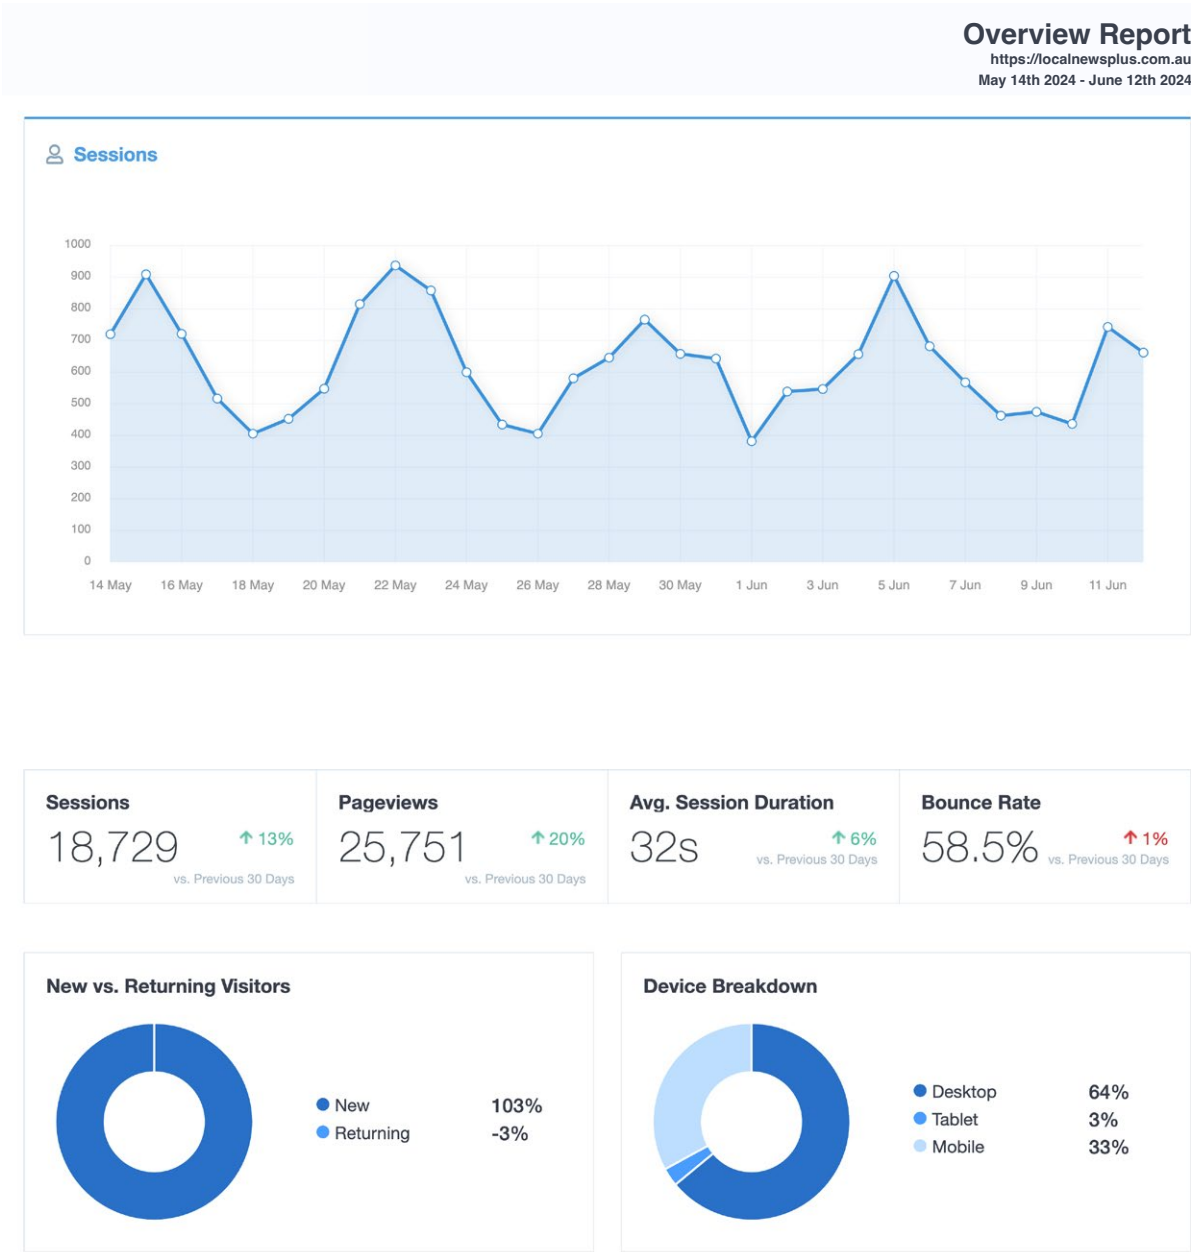 Overview Report
https://localnewsplus.com.au
May 14th 2024 - June 12th 2024
Sessions
1000
900
800
700
600
500
400
300
200
100
0
14 May 16 May 18 May 20 May 22 May 24 May 26 May 28 May 30 May 1 Jun 3 Jun 5 Jun 7 Jun 9 Jun 11 Jun
Sessions
18,729 13%
vs. Previous 30 Days
Pageviews
25,751 20%
vs. Previous 30 Days
Avg. Session Duration
32s 6%
vs. Previous 30 Days
Bounce Rate
58.5% 1%
vs. Previous 30 Days
New vs. Returning Visitors
New 103%
Returning -3%
Device Breakdown
Desktop 64%
Tablet 3%
Mobile 33%